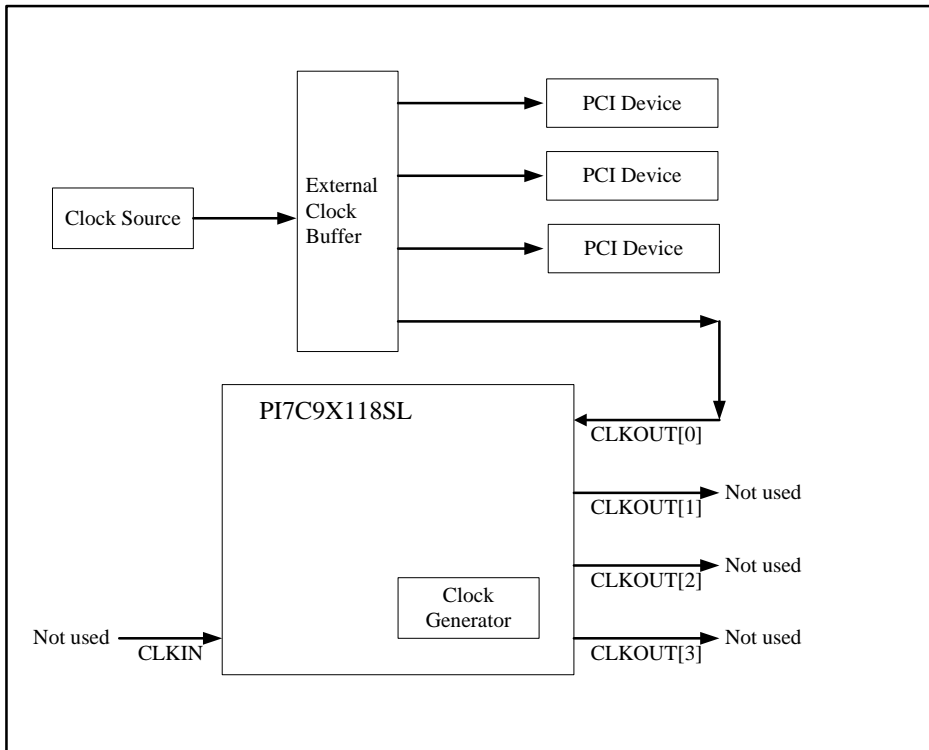 PCI Device
PCI Device
PCI Device
Clock Source
External
Clock
Buffer
PI7C9X118SL
CLKOUT[0]
CLKOUT[1]
Not used
CLKOUT[2]
Not used
Clock
Generator
CLKOUT[3]
Not used
Not used
CLKIN